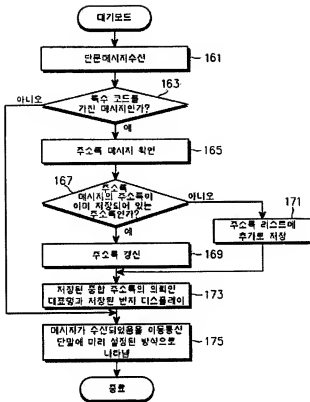 대기모드
단문메시지수신
161
163
특수 코드를
가진 메시지인가?
아니오
예
주소록 메시지 확인
165
167
주소록
메시지의 주소록이
이미 저장되어 있는
주소록인가?
아니오
171
예
주소록 리스트에
추가로 저장
주소록 갱신
169
저장된 종합 주소록의 의뢰인
대표명과 저장된 번지 디스플레이
173
메시지가 수신되었음을 이동통신
단말에 미리 설정된 방식으로
나타냄
175
종료